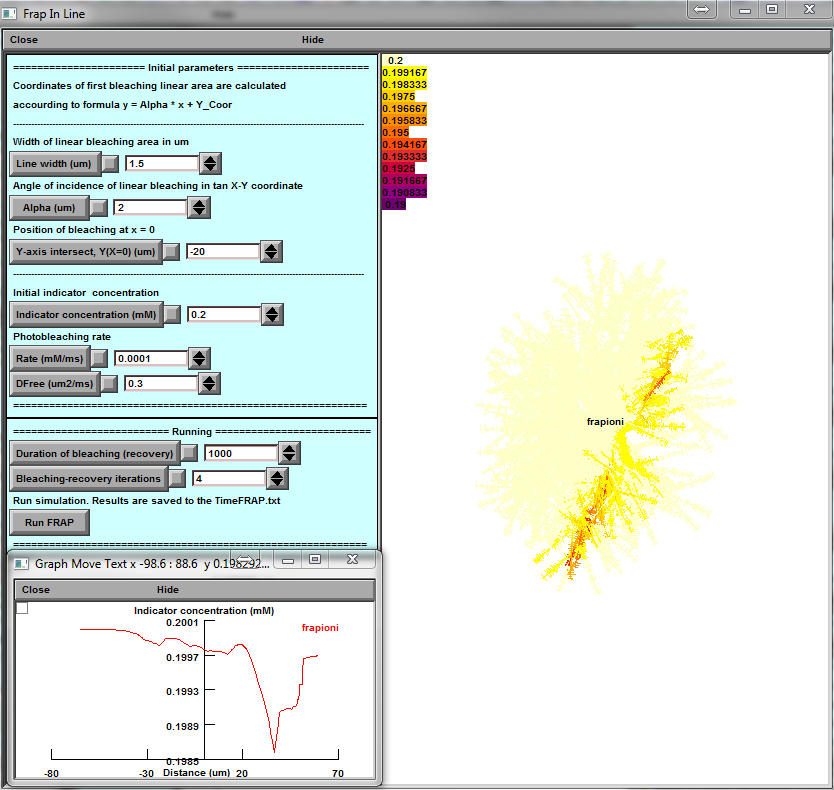 Frap In Line
Close Hide
====================== Initial parameters ======================
Coordinates of first bleaching linear area are calculated
accourding to formula y = Alpha * x + Y_Coor
Width of linear bleaching area in um
Line width (um) 1.5
Angle of incidence of linear bleaching in tan X-Y coordinate
Alpha (um) 2
Position of bleaching at x = 0
Y-axis intersect, Y(X=0) (um) -20
Initial indicator concentration
Indicator concentration (mM) 0.2
Photobleaching rate
Rate (mM/ms) 0.0001
DFree (um2/ms) 0.3
========================== Running ==========================
Duration of bleaching (recovery) 1000
Bleaching-recovery iterations 4
Run simulation. Results are saved to the TimeFRAP.txt
Run FRAP
0.2
0.199167
0.198333
0.1975
0.196667
0.195833
0.195
0.194167
0.193333
0.1925
0.191667
0.190833
0.19
frapioni
Graph Move Text x -98.6 : 88.6 y 0.198292...
Close Hide
Indicator concentration (mM)
0.2001
frapioni
0.1997
0.1993
0.1989
0.1985
-80 -30 Distance (um) 20 70